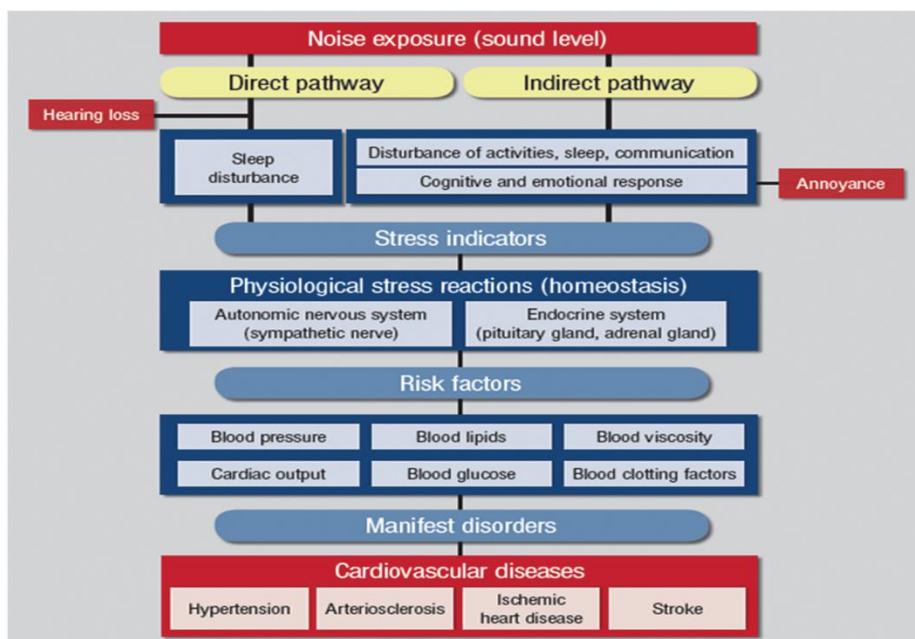 Noise exposure (sound level)
Direct pathway
Indirect pathway
Hearing loss
Sleep
disturbance
Disturbance of activities, sleep, communication
Cognitive and emotional response
Annoyance
Stress indicators
Physiological stress reactions (homeostasis)
Autonomic nervous system
(sympathetic nerve)
Endocrine system
(pituitary gland, adrenal gland)
Risk factors
Blood pressure
Blood lipids
Blood viscosity
Cardiac output
Blood glucose
Blood clotting factors
Manifest disorders
Cardiovascular diseases
Hypertension
Arteriosclerosis
Ischemic
heart disease
Stroke